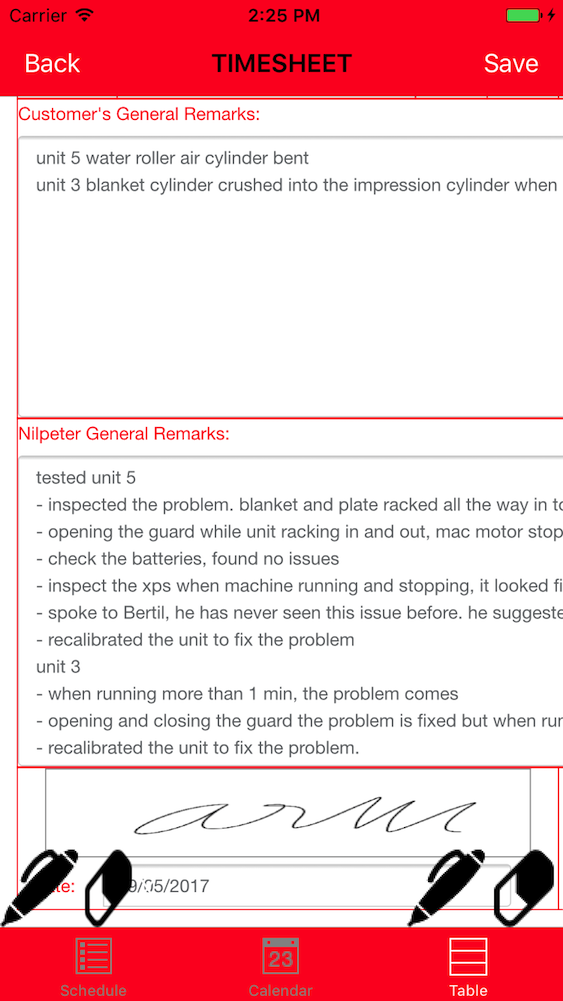 Carrier 2:25 PM
Back TIMESHEET Save
Customer's General Remarks:
unit 5 water roller air cylinder bent
unit 3 blanket cylinder crushed into the impression cylinder when
Nilpeter General Remarks:
tested unit 5
- inspected the problem. blanket and plate racked all the way in to
- opening the guard while unit racking in and out, mac motor stop
- check the batteries, found no issues
- inspect the xps when machine running and stopping, it looked fi
- spoke to Bertil, he has never seen this issue before. he suggeste
- recalibrated the unit to fix the problem
unit 3
- when running more than 1 min, the problem comes
- opening and closing the guard the problem is fixed but when run
- recalibrated the unit to fix the problem.
9/05/2017
23
Schedule Calendar Table